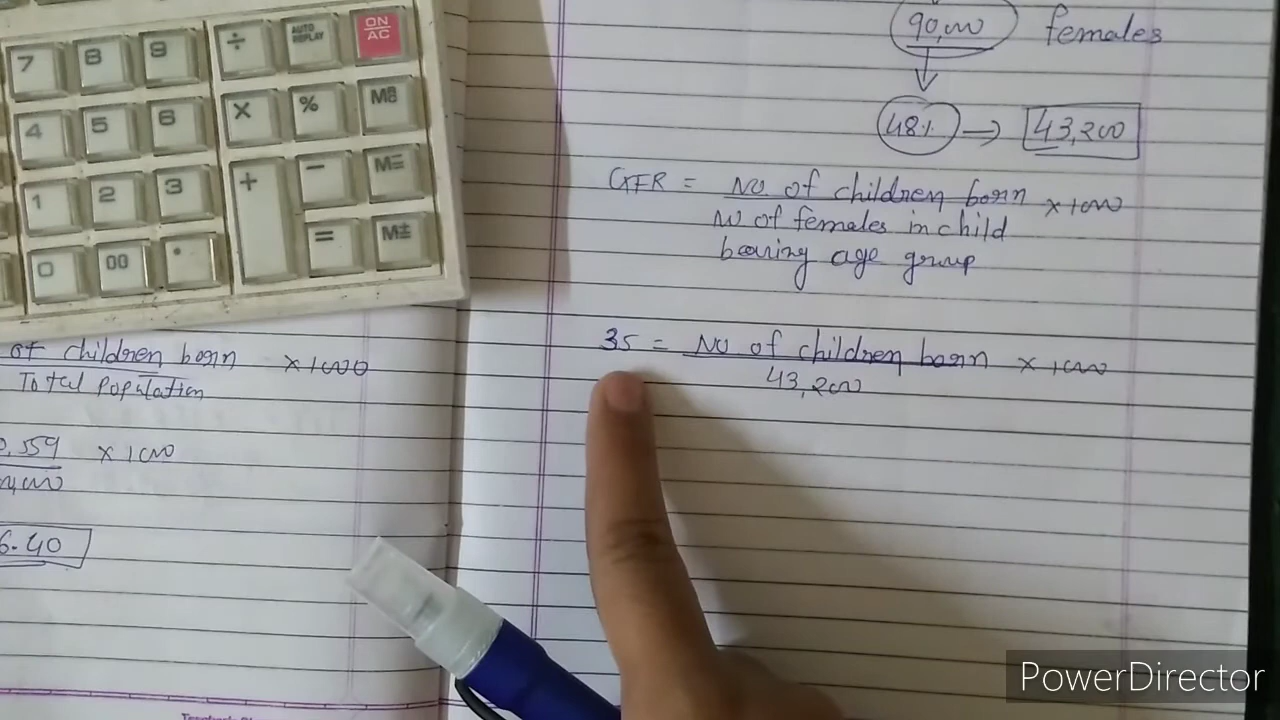 7 8 9 ÷ AUTO REPLAY ON AC
4 5 6 × % MR
1 2 3 + - M=
0 00 . = M±
of children born × 1000
Total Population
× 1000
6.40
90,000 females
48% → 43,200
GFR = No. of children born × 1000
No of females in child
bearing age group
35 = No of children born × 1000
43,200
PowerDirector